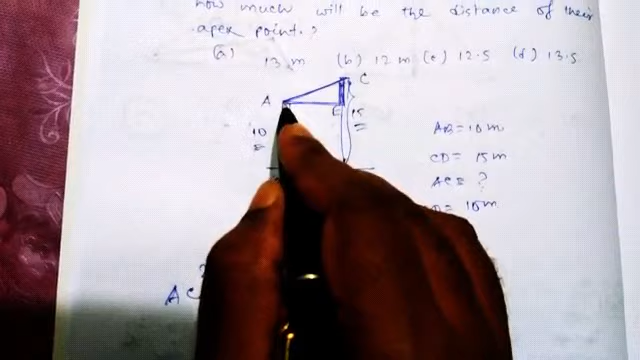 how much will be the distance of their
apex point.?
(a) 13 m (b) 12 m (c) 12.5 (d) 13.5
C
A
E 15
10
AB = 10 m
CD = 15 m
AC = ?
= 10 m
AC